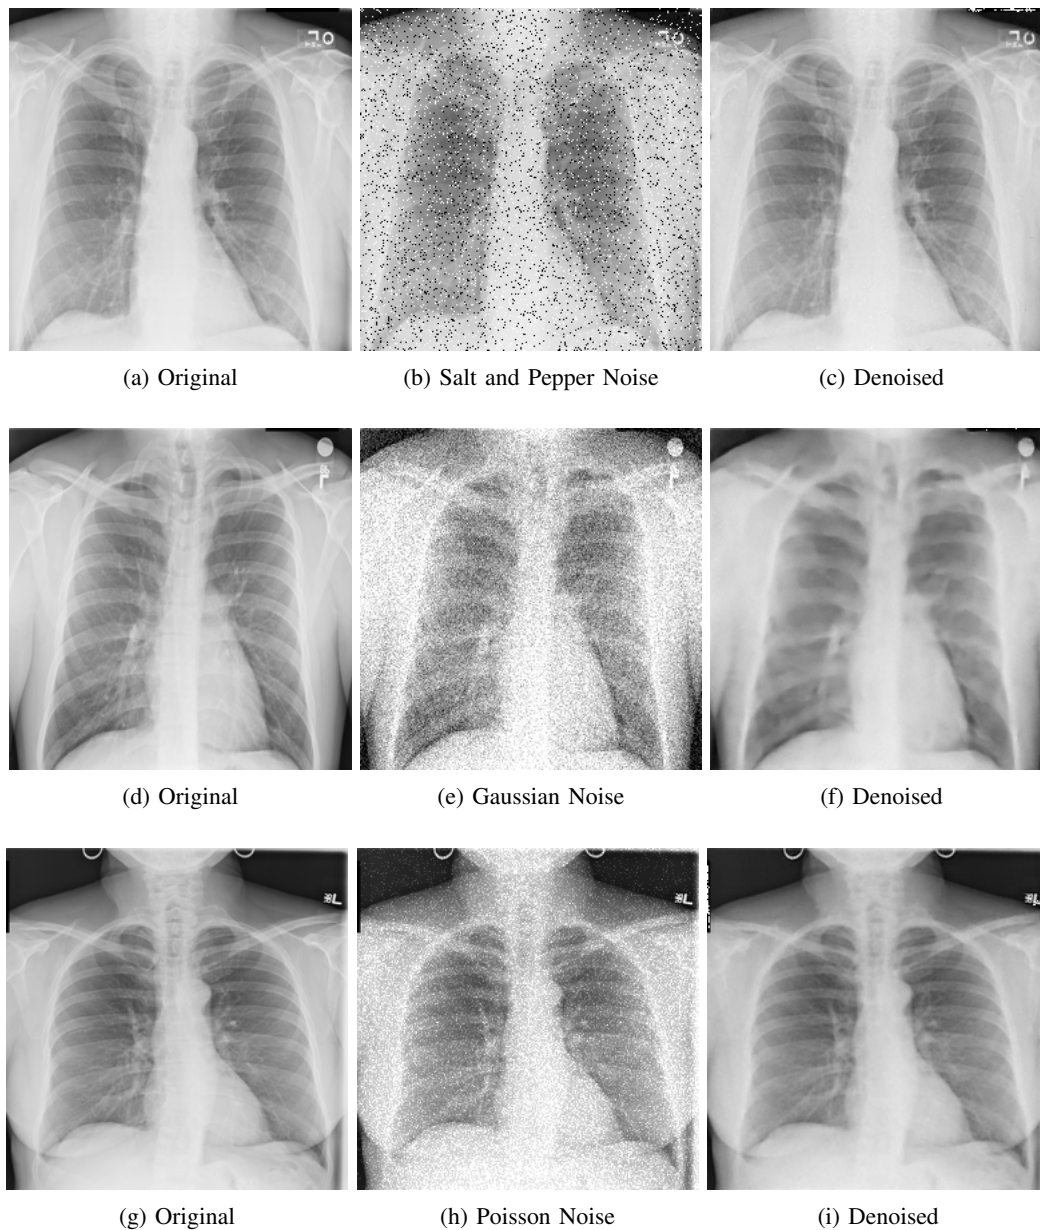 (a) Original
(b) Salt and Pepper Noise
(c) Denoised
(d) Original
(e) Gaussian Noise
(f) Denoised
(g) Original
(h) Poisson Noise
(i) Denoised